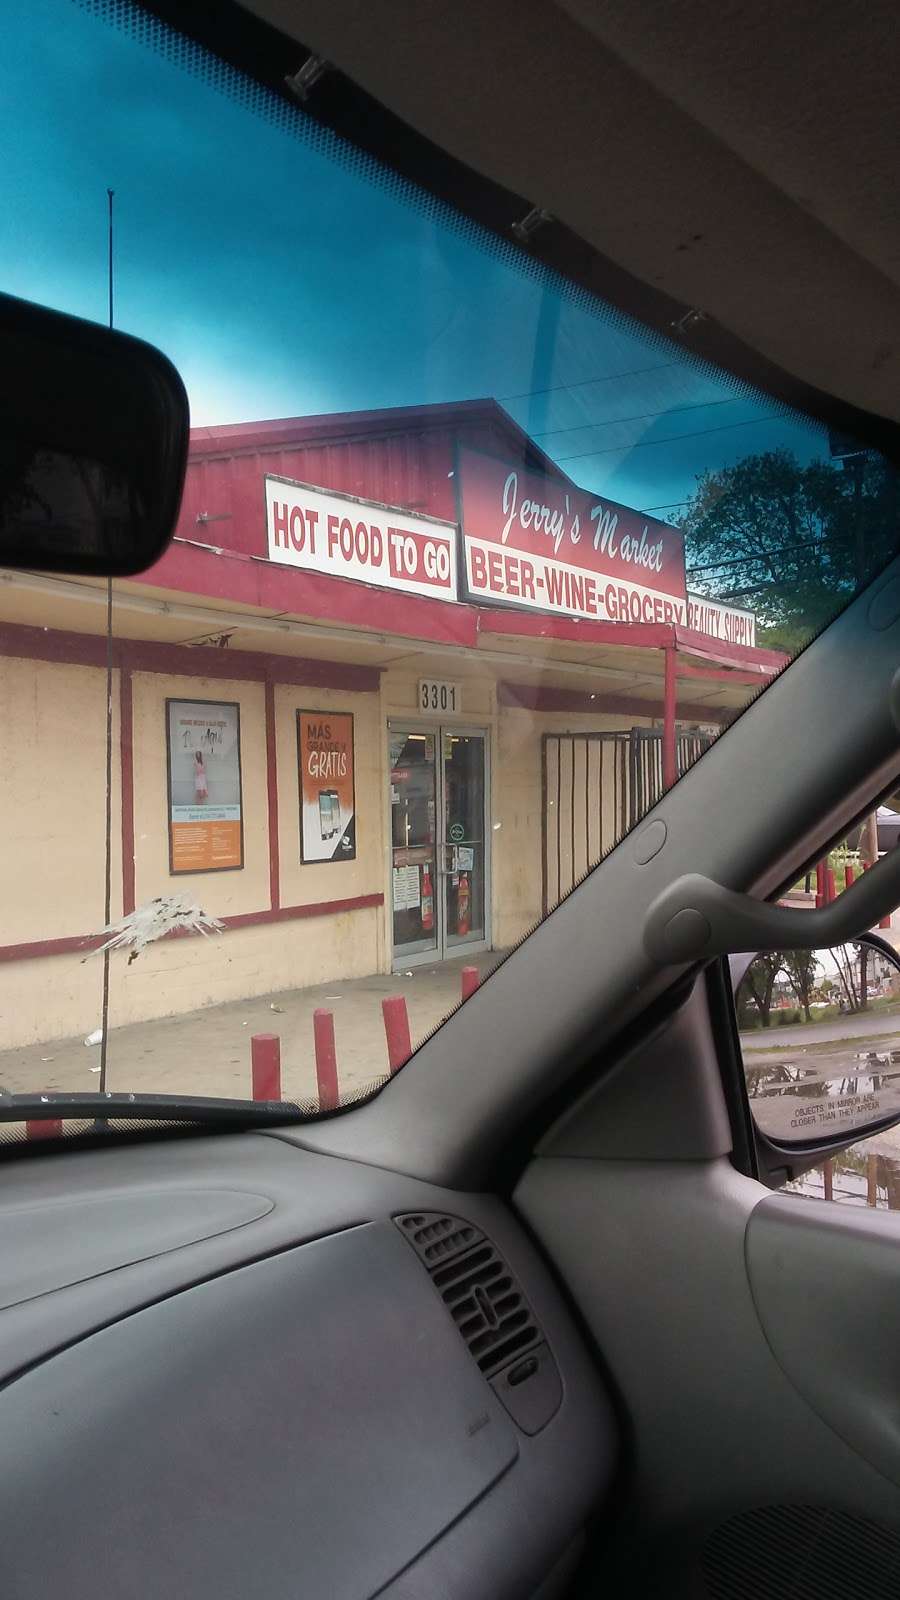 Jerry's Market
HOT FOOD TO GO
BEER-WINE-GROCERY
BEAUTY SUPPLY
3301
MÁS
GRANDE Y
GRATIS
OBJECTS IN MIRROR ARE
CLOSER THAN THEY APPEAR